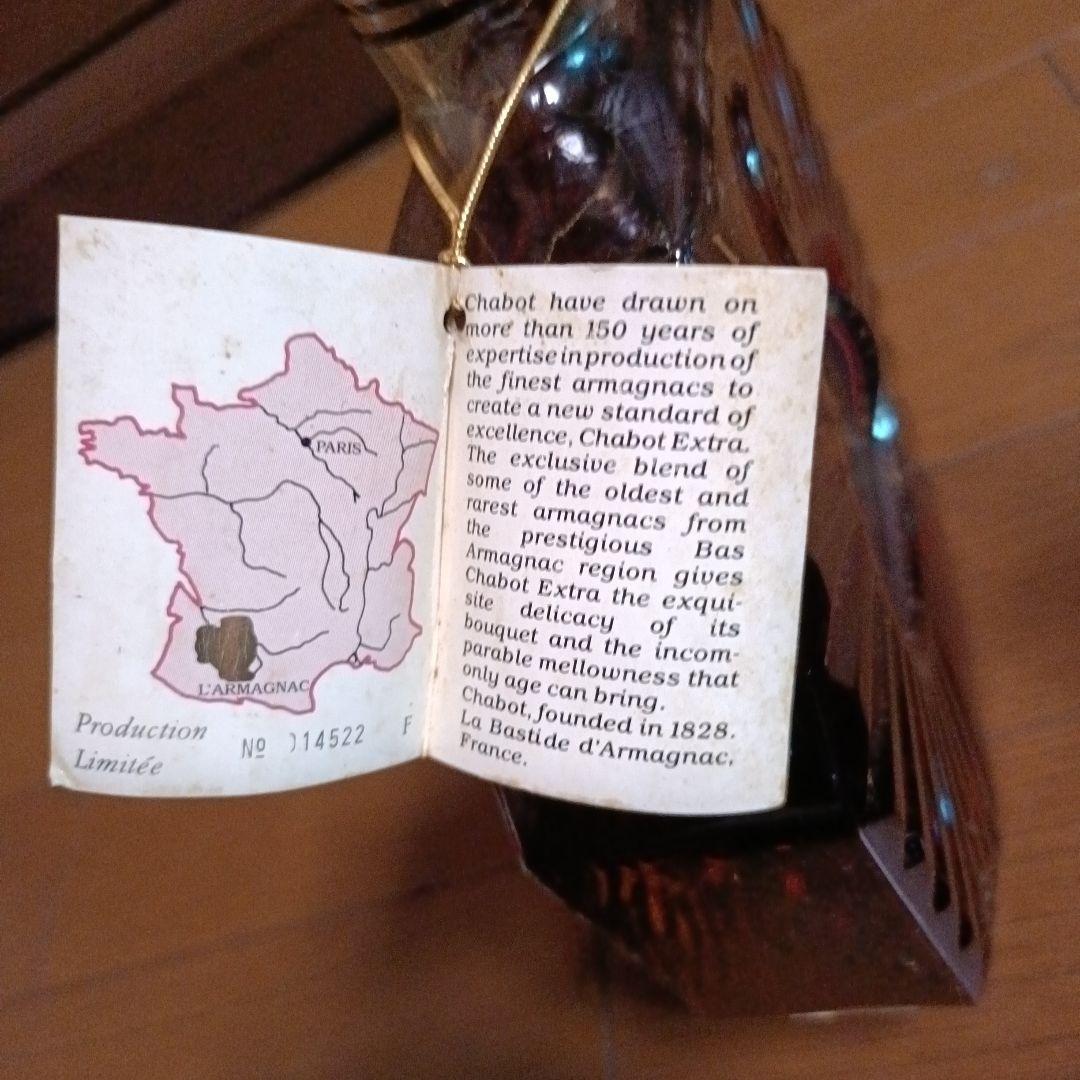 PARIS
L'ARMAGNAC
Production
Limitée
Nº 014522 F
Chabot have drawn on
more than 150 years of
expertise in production of
the finest armagnacs to
create a new standard of
excellence, Chabot Extra.
The exclusive blend of
some of the oldest and
rarest armagnacs from
the prestigious Bas
Armagnac region gives
Chabot Extra the exqui-
site delicacy of its
bouquet and the incom-
parable mellowness that
only age can bring.
Chabot, founded in 1828.
La Bastide d'Armagnac,
France.